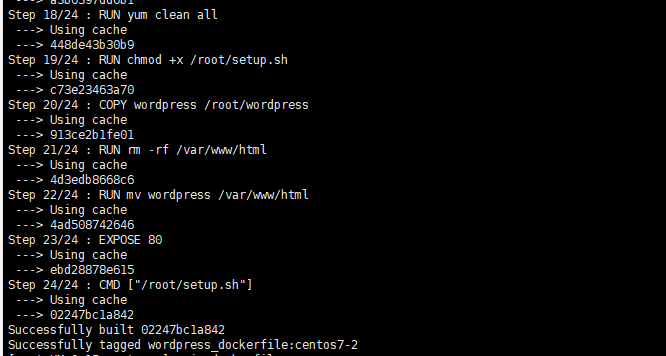 Step 18/24 : RUN yum clean all
---> Using cache
---> 448de43b30b9
Step 19/24 : RUN chmod +x /root/setup.sh
---> Using cache
---> c73e23463a70
Step 20/24 : COPY wordpress /root/wordpress
---> Using cache
---> 913ce2b1fe01
Step 21/24 : RUN rm -rf /var/www/html
---> Using cache
---> 4d3edb8668c6
Step 22/24 : RUN mv wordpress /var/www/html
---> Using cache
---> 4ad508742646
Step 23/24 : EXPOSE 80
---> Using cache
---> ebd28878e615
Step 24/24 : CMD ["/root/setup.sh"]
---> Using cache
---> 02247bc1a842
Successfully built 02247bc1a842
Successfully tagged wordpress_dockerfile:centos7-2